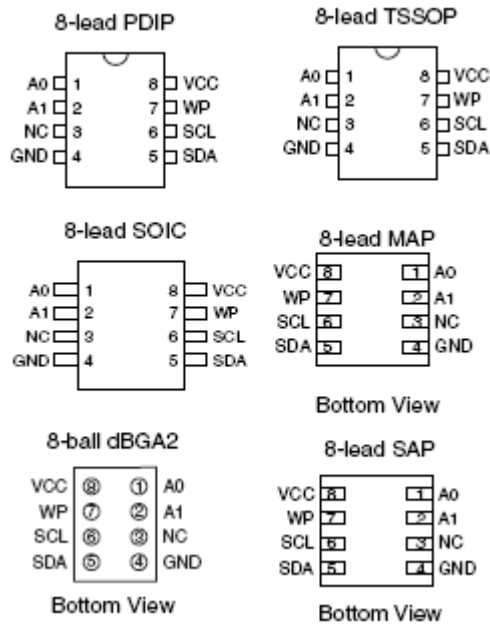 8-lead PDIP
A0 1 8 VCC
A1 2 7 WP
NC 3 6 SCL
GND 4 5 SDA
8-lead TSSOP
A0 1 8 VCC
A1 2 7 WP
NC 3 6 SCL
GND 4 5 SDA
8-lead SOIC
A0 1 8 VCC
A1 2 7 WP
NC 3 6 SCL
GND 4 5 SDA
8-lead MAP
VCC 8 1 A0
WP 7 2 A1
SCL 6 3 NC
SDA 5 4 GND
Bottom View
8-ball dBGA2
VCC 8 1 A0
WP 7 2 A1
SCL 6 3 NC
SDA 5 4 GND
Bottom View
8-lead SAP
VCC 8 1 A0
WP 7 2 A1
SCL 6 3 NC
SDA 5 4 GND
Bottom View